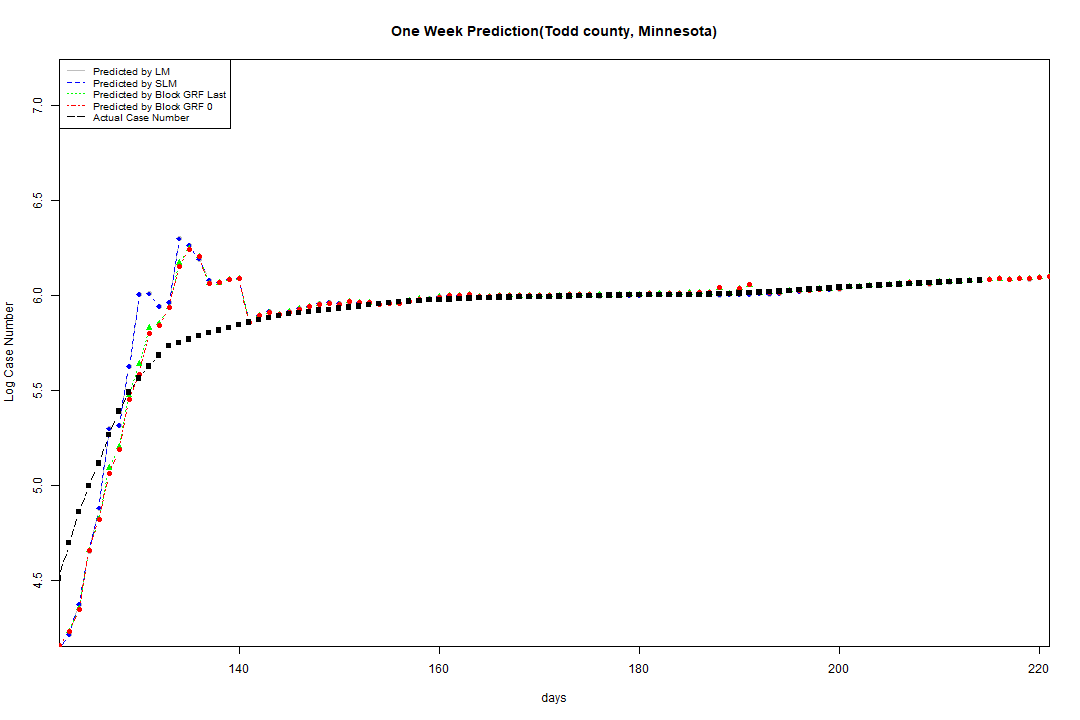 One Week Prediction(Todd county, Minnesota)
Predicted by LM
Predicted by SLM
Predicted by Block GRF Last
Predicted by Block GRF 0
Actual Case Number
7.0
6.5
6.0
5.5
5.0
4.5
Log Case Number
140 160 180 200 220
days